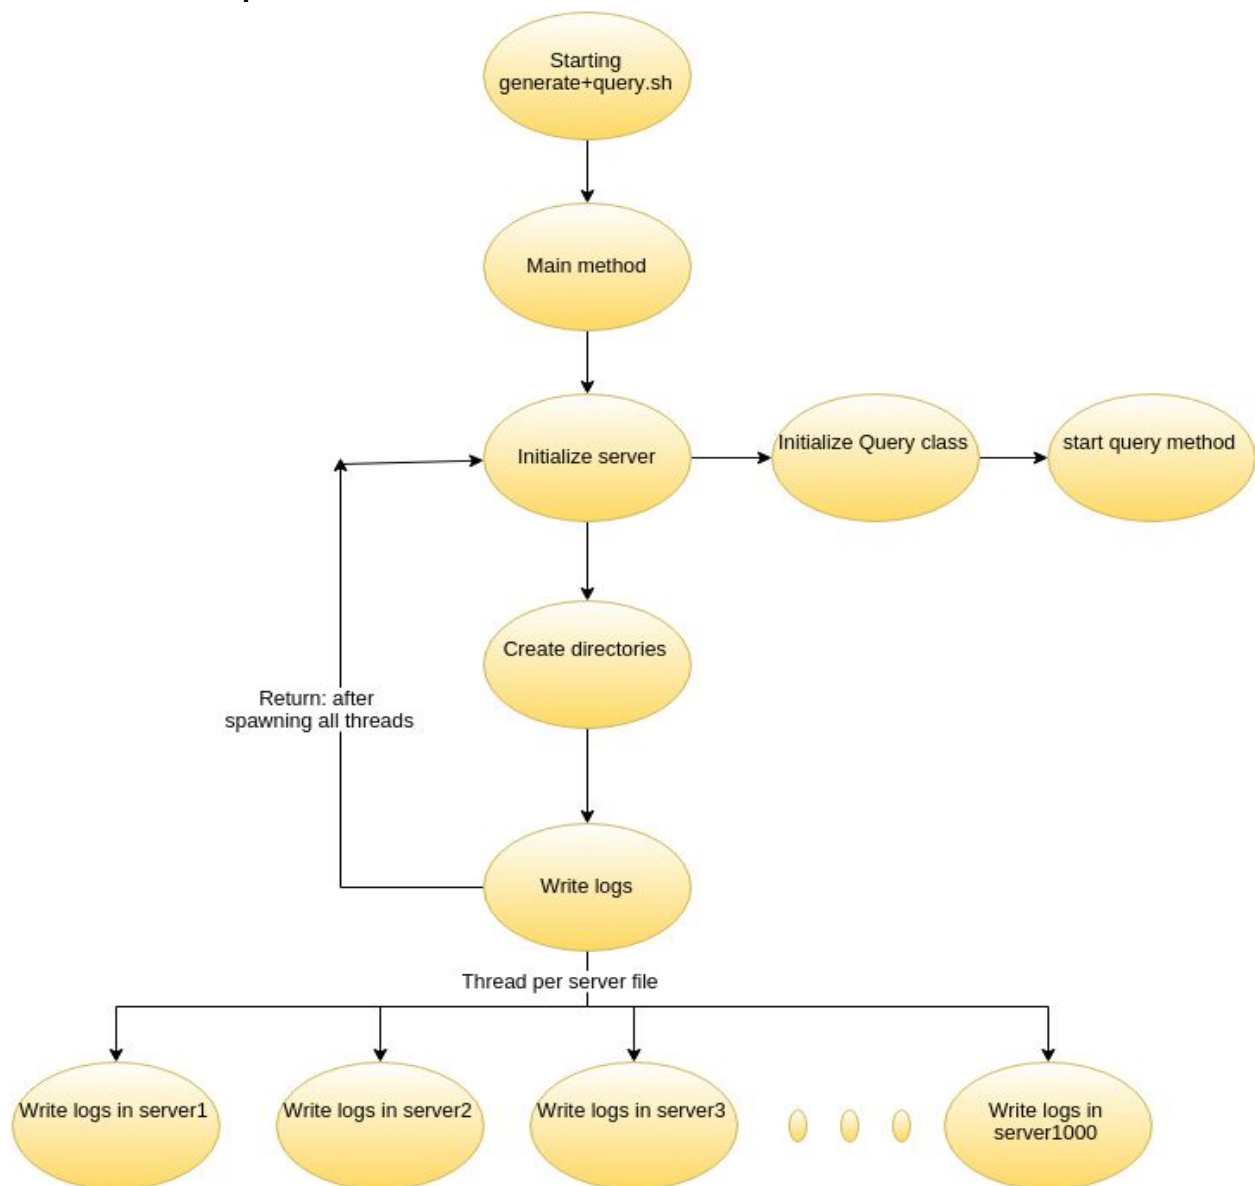 Starting
generate+query.sh
Main method
Initialize server
Initialize Query class
start query method
Create directories
Return: after
spawning all threads
Write logs
Thread per server file
Write logs in server1
Write logs in server2
Write logs in server3
Write logs in
server1000